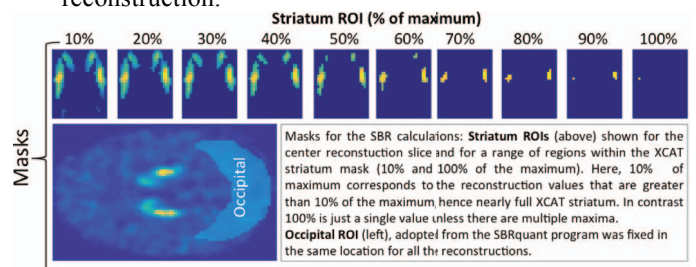 reconstruction.
Striatum ROI (% of maximum)
10% 20% 30% 40% 50% 60% 70% 80% 90% 100%
Masks
Occipital
Masks for the SBR calculaions: Striatum ROIs (above) shown for the
center reconstuction slice and for a range of regions within the XCAT
striatum mask (10% and 100% of the maximum). Here, 10% of
maximum corresponds to the reconstruction values that are greater
than 10% of the maximum, hence nearly full XCAT striatum. In contrast
100% is just a single value unless there are multiple maxima.
Occipital ROI (left), adopted from the SBRquant program was fixed in
the same location for all the reconstructions.